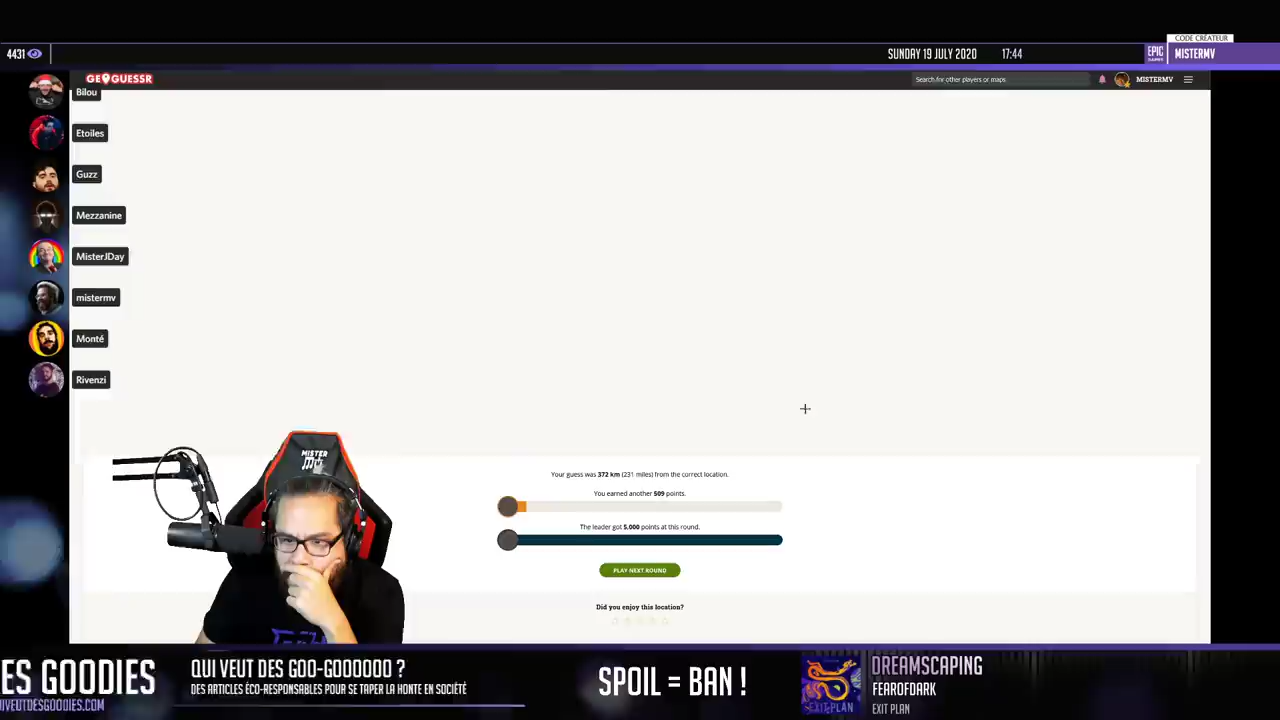 CODE CRÉATEUR
4431
SUNDAY 19 JULY 2020 17:44
EPIC GAMES
MISTERMV
GEOGUESSR
Search for other players or maps
MISTERMV
Bilou
Etoiles
Guzz
Mezzanine
MisterJDay
mistermv
Monté
Rivenzi
MISTER MV
Your guess was 372 km (231 miles) from the correct location.
You earned another 509 points.
The leader got 5,000 points at this round.
PLAY NEXT ROUND
Did you enjoy this location?
ES GOODIES
UIVEUTDESGOODIES.COM
QUI VEUT DES GOO-GOOOOOO ?
DES ARTICLES ÉCO-RESPONSABLES POUR SE TAPER LA HONTE EN SOCIÉTÉ
SPOIL = BAN !
EXIT PLAN
DREAMSCAPING
FEAROFDARK
EXIT PLAN